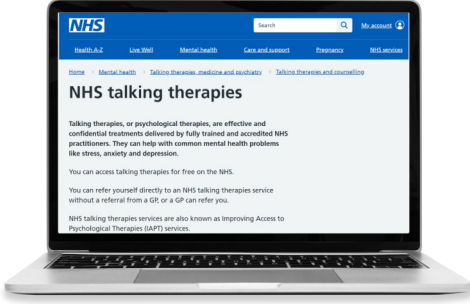 NHS
Search
My account
Health A-Z Live Well Mental health Care and support Pregnancy NHS services
Home Mental health Talking therapies, medicine and psychiatry Talking therapies and counselling
NHS talking therapies
Talking therapies, or psychological therapies, are effective and
confidential treatments delivered by fully trained and accredited NHS
practitioners. They can help with common mental health problems
like stress, anxiety and depression.
You can access talking therapies for free on the NHS.
You can refer yourself directly to an NHS talking therapies service
without a referral from a GP, or a GP can refer you.
NHS talking therapies services are also known as Improving Access to
Psychological Therapies (IAPT) services.